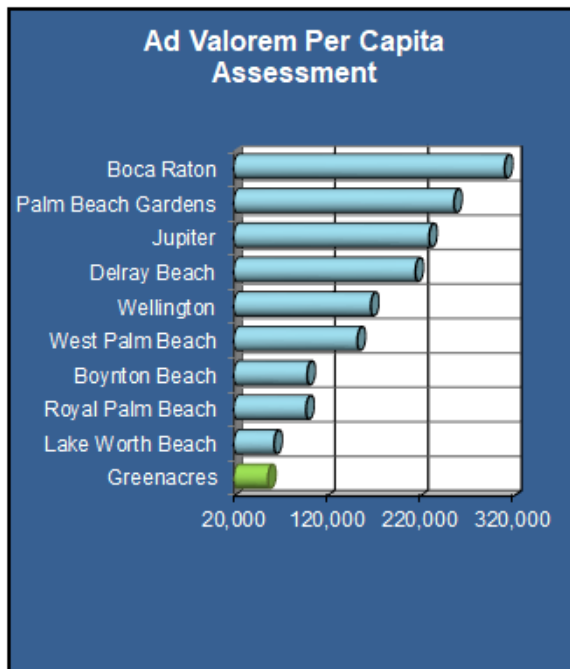 Ad Valorem Per Capita
Assessment
Boca Raton
Palm Beach Gardens
Jupiter
Delray Beach
Wellington
West Palm Beach
Boynton Beach
Royal Palm Beach
Lake Worth Beach
Greenacres
20,000 120,000 220,000 320,000